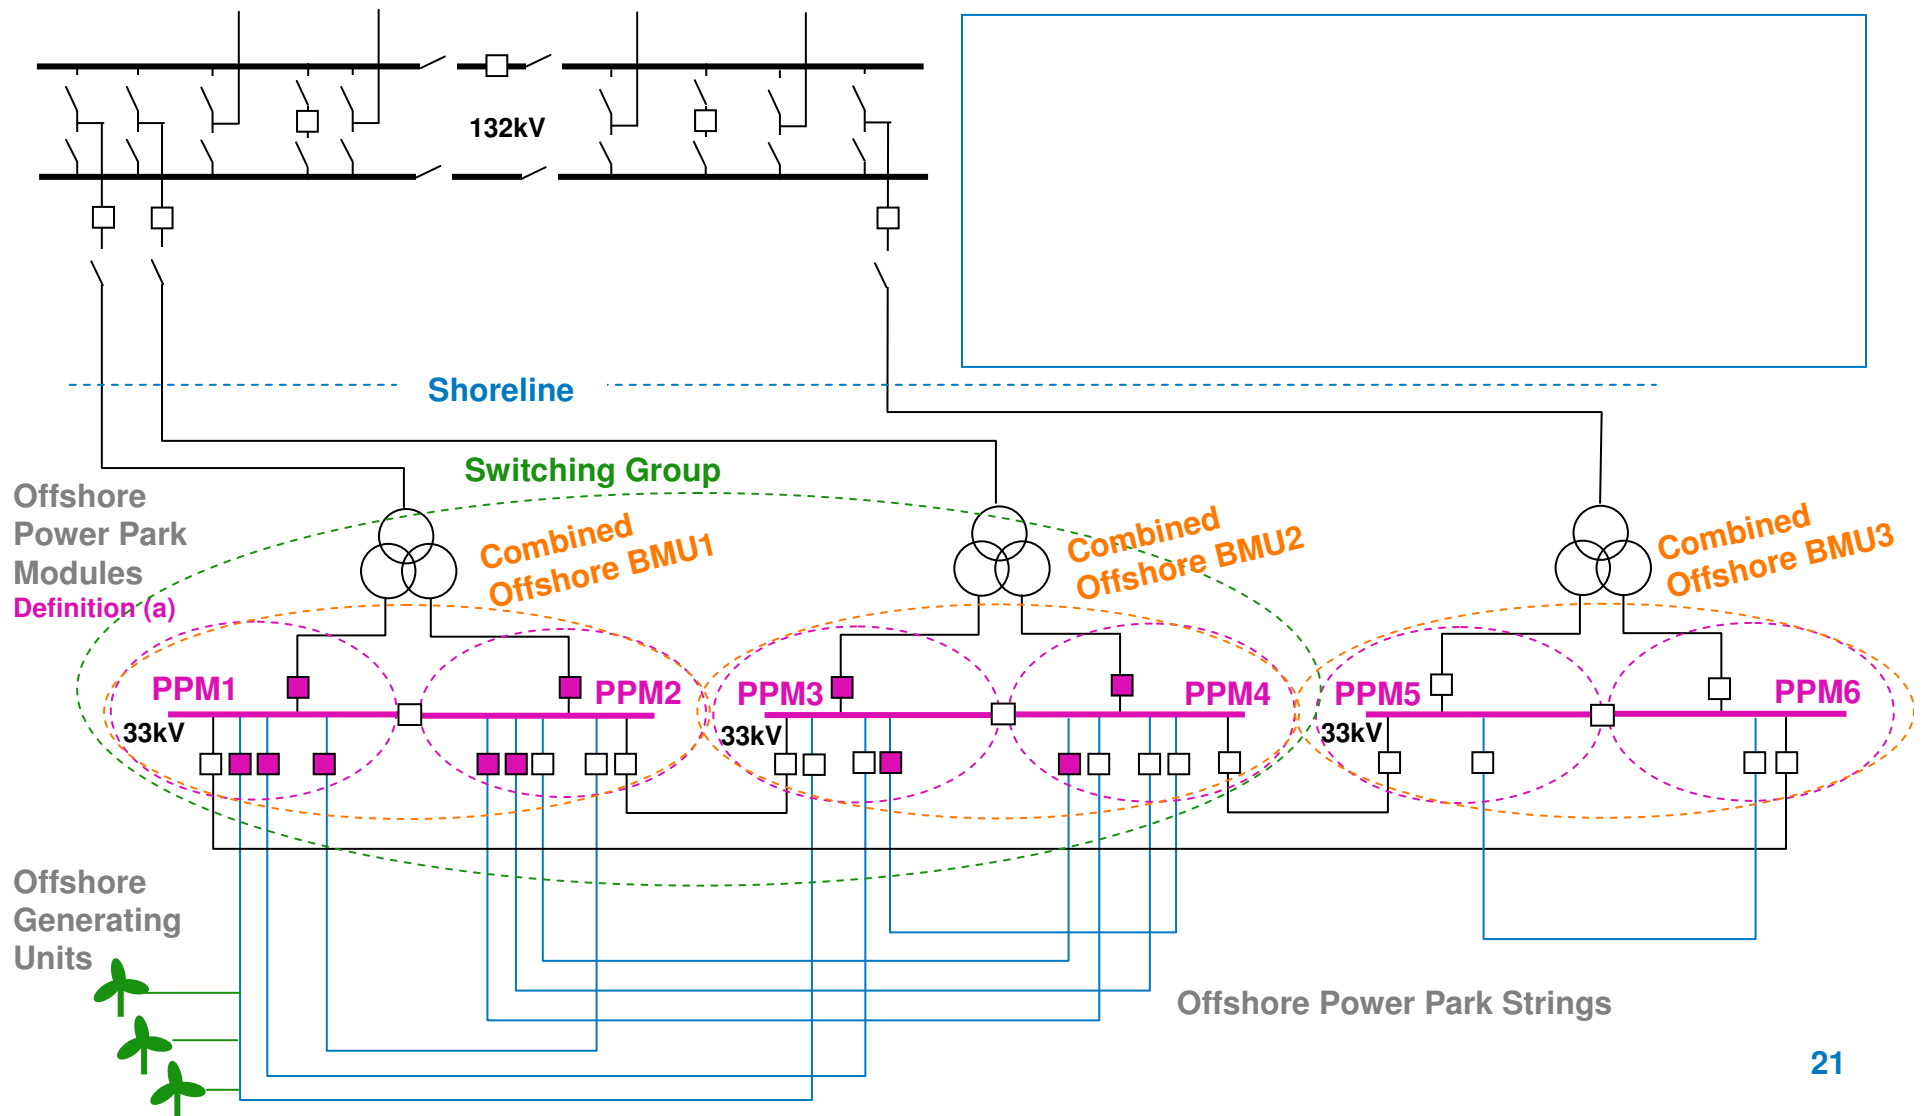 132kV
Shoreline
Switching Group
Offshore
Power Park
Modules
Definition (a)
Combined
Offshore BMU1
Combined
Offshore BMU2
Combined
Offshore BMU3
PPM1
PPM2
PPM3
PPM4
PPM5
PPM6
33kV
33kV
33kV
Offshore
Generating
Units
Offshore Power Park Strings
21